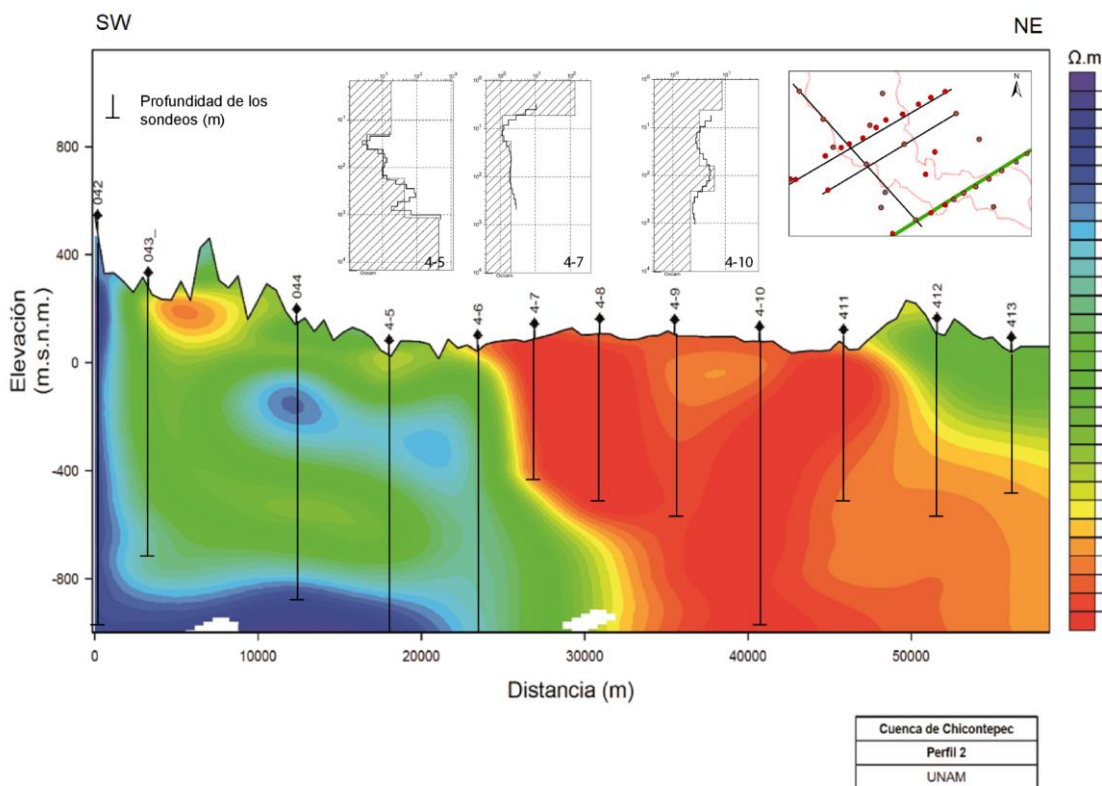 SW
NE
Ω.m
Profundidad de los
sondeos (m)
N
4-5
4-7
4-10
800
400
0
-400
-800
Elevación
(m.s.n.m.)
042
043_
044
4-5
4-6
4-7
4-8
4-9
4-10
411
412
413
0
10000
20000
30000
40000
50000
Distancia (m)
Cuenca de Chicontepec
Perfil 2
UNAM